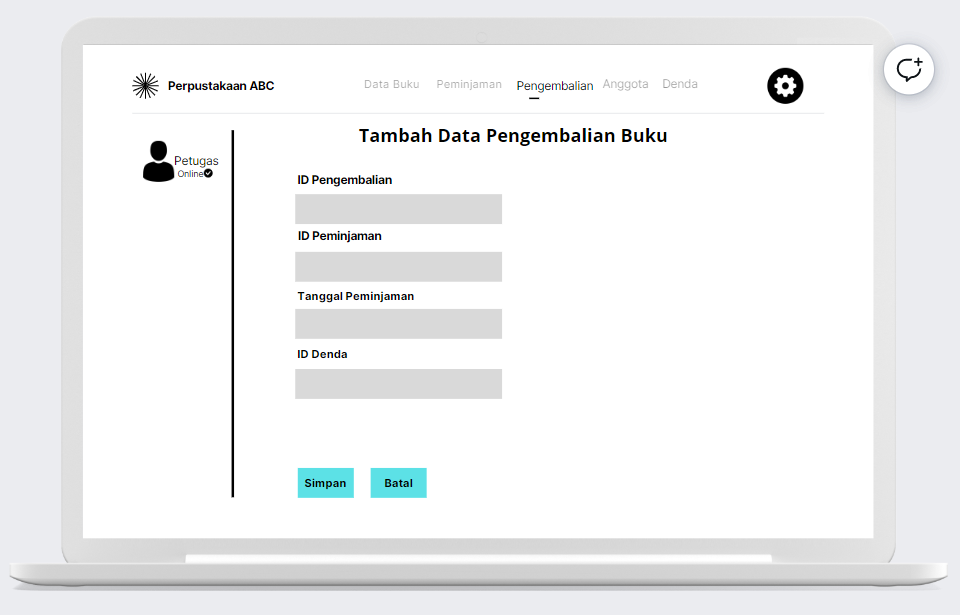 Perpustakaan ABC
Data Buku Peminjaman Pengembalian Anggota Denda
Tambah Data Pengembalian Buku
Petugas
Online
ID Pengembalian
ID Peminjaman
Tanggal Peminjaman
ID Denda
Simpan Batal